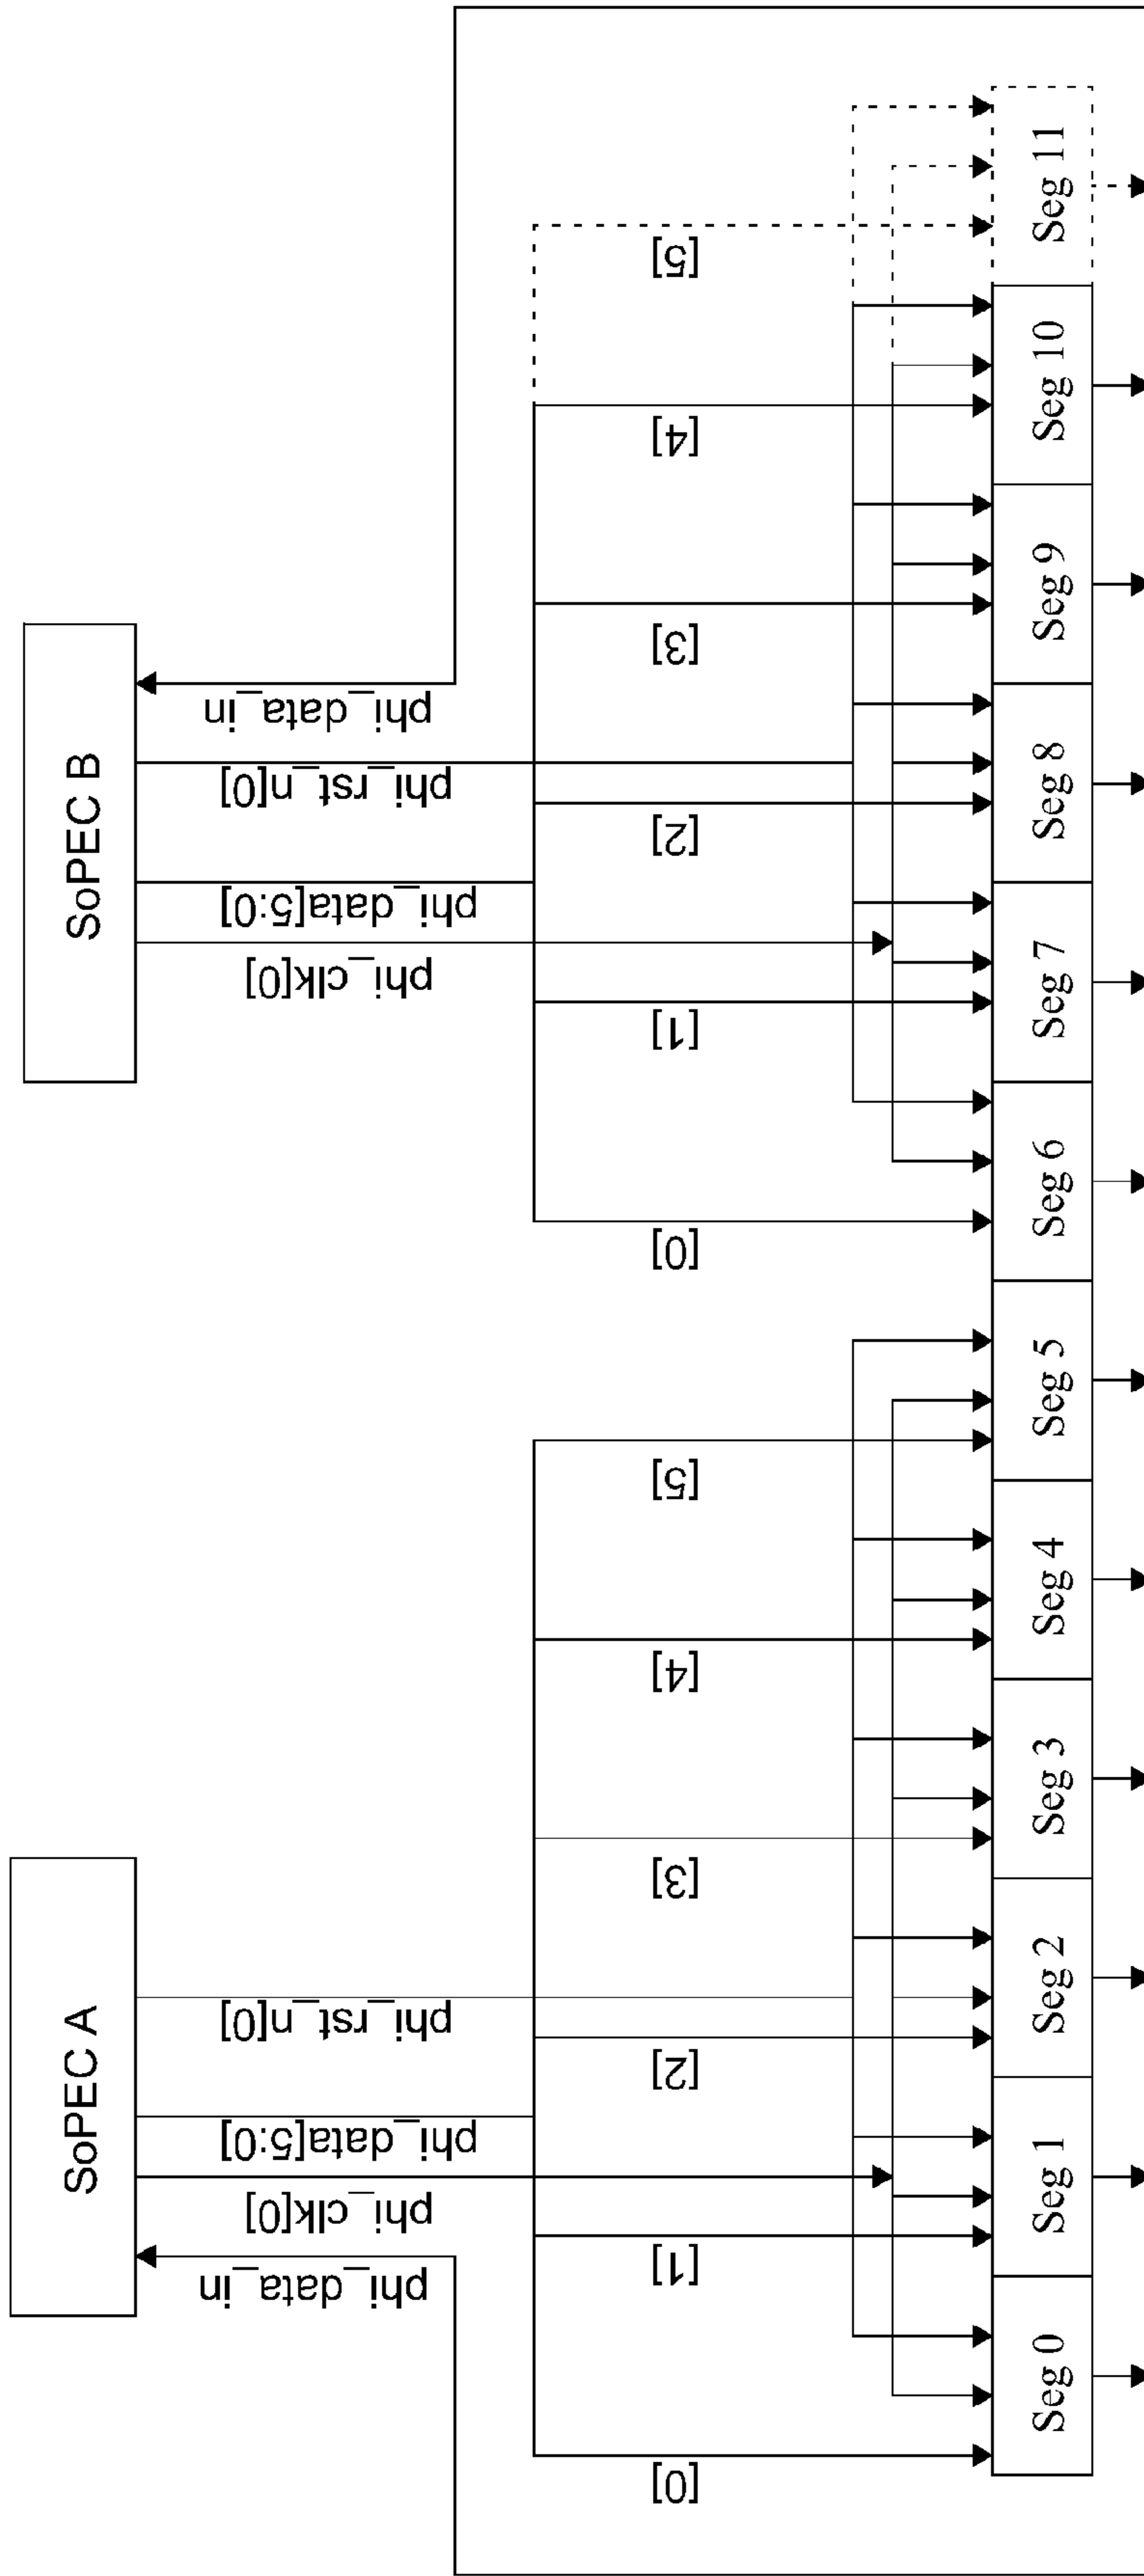 SoPEC A
SoPEC B
phi_data_in
phi_clk[0]
phi_data[5:0]
phi_rst_n[0]
phi_clk[0]
phi_data[5:0]
phi_rst_n[0]
phi_data_in
[0]
[1]
[2]
[3]
[4]
[5]
[0]
[1]
[2]
[3]
[4]
[5]
Seg 0
Seg 1
Seg 2
Seg 3
Seg 4
Seg 5
Seg 6
Seg 7
Seg 8
Seg 9
Seg 10
Seg 11